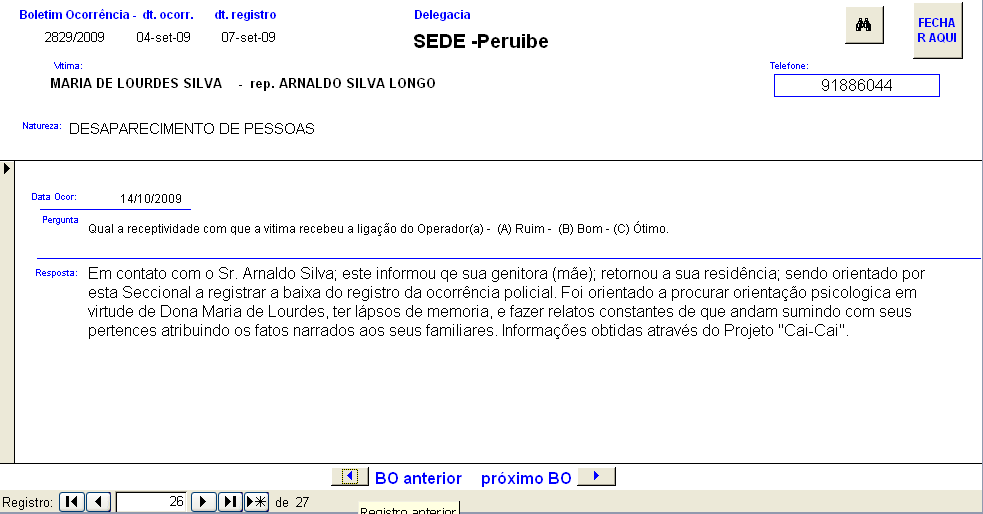 Boletim Ocorrência - dt. ocorr. dt. registro Delegacia
2829/2009 04-set-09 07-set-09 SEDE -Peruibe
FECHA
R AQUI
Vtima:
MARIA DE LOURDES SILVA - rep. ARNALDO SILVA LONGO
Telefone:
91886044
Natureza: DESAPARECIMENTO DE PESSOAS
Data Ocor: 14/10/2009
Pergunta
Qual a receptividade com que a vitima recebeu a ligação do Operador(a) - (A) Ruim - (B) Bom - (C) Ótimo.
Resposta: Em contato com o Sr. Arnaldo Silva; este informou qe sua genitora (mãe); retornou a sua residência; sendo orientado por
esta Seccional a registrar a baixa do registro da ocorrência policial. Foi orientado a procurar orientação psicologica em
virtude de Dona Maria de Lourdes, ter lápsos de memoria, e fazer relatos constantes de que andam sumindo com seus
pertences atribuindo os fatos narrados aos seus familiares. Informações obtidas através do Projeto "Cai-Cai".
BO anterior próximo BO
Registro: 26 de 27
Registro anterior